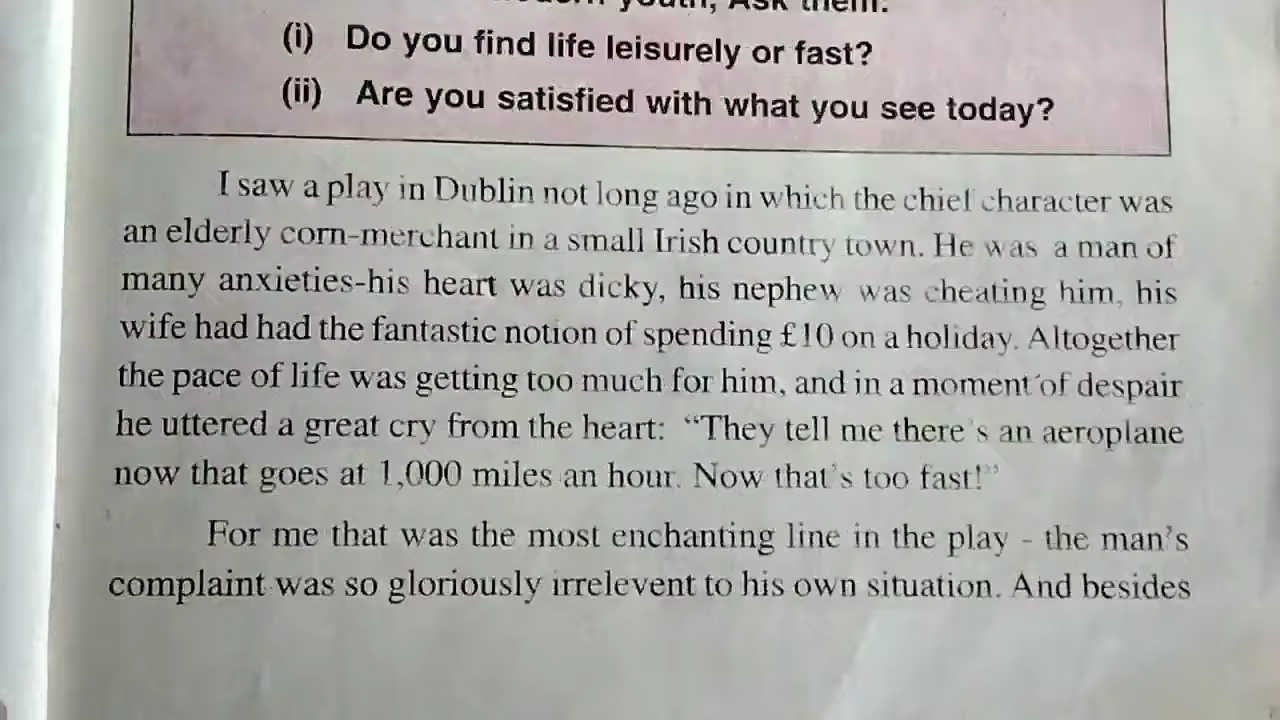 youth, Ask them:
(i) Do you find life leisurely or fast?
(ii) Are you satisfied with what you see today?
I saw a play in Dublin not long ago in which the chief character was
an elderly corn-merchant in a small Irish country town. He was a man of
many anxieties-his heart was dicky, his nephew was cheating him, his
wife had had the fantastic notion of spending £10 on a holiday. Altogether
the pace of life was getting too much for him, and in a moment of despair
he uttered a great cry from the heart: “They tell me there's an aeroplane
now that goes at 1,000 miles an hour. Now that's too fast!”
For me that was the most enchanting line in the play - the man's
complaint was so gloriously irrelevent to his own situation. And besides